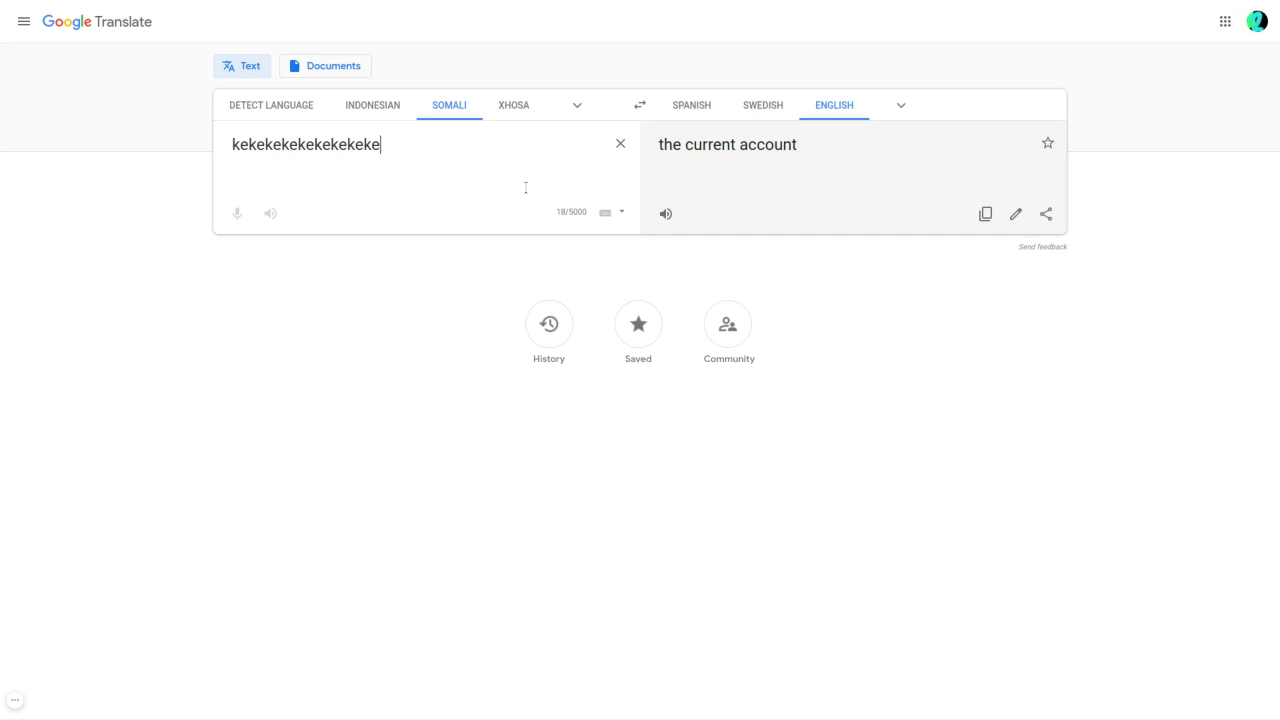 Google Translate
Text
Documents
DETECT LANGUAGE INDONESIAN SOMALI XHOSA SPANISH SWEDISH ENGLISH
kekekekekekekekeke the current account
18/5000
Send feedback
History Saved Community